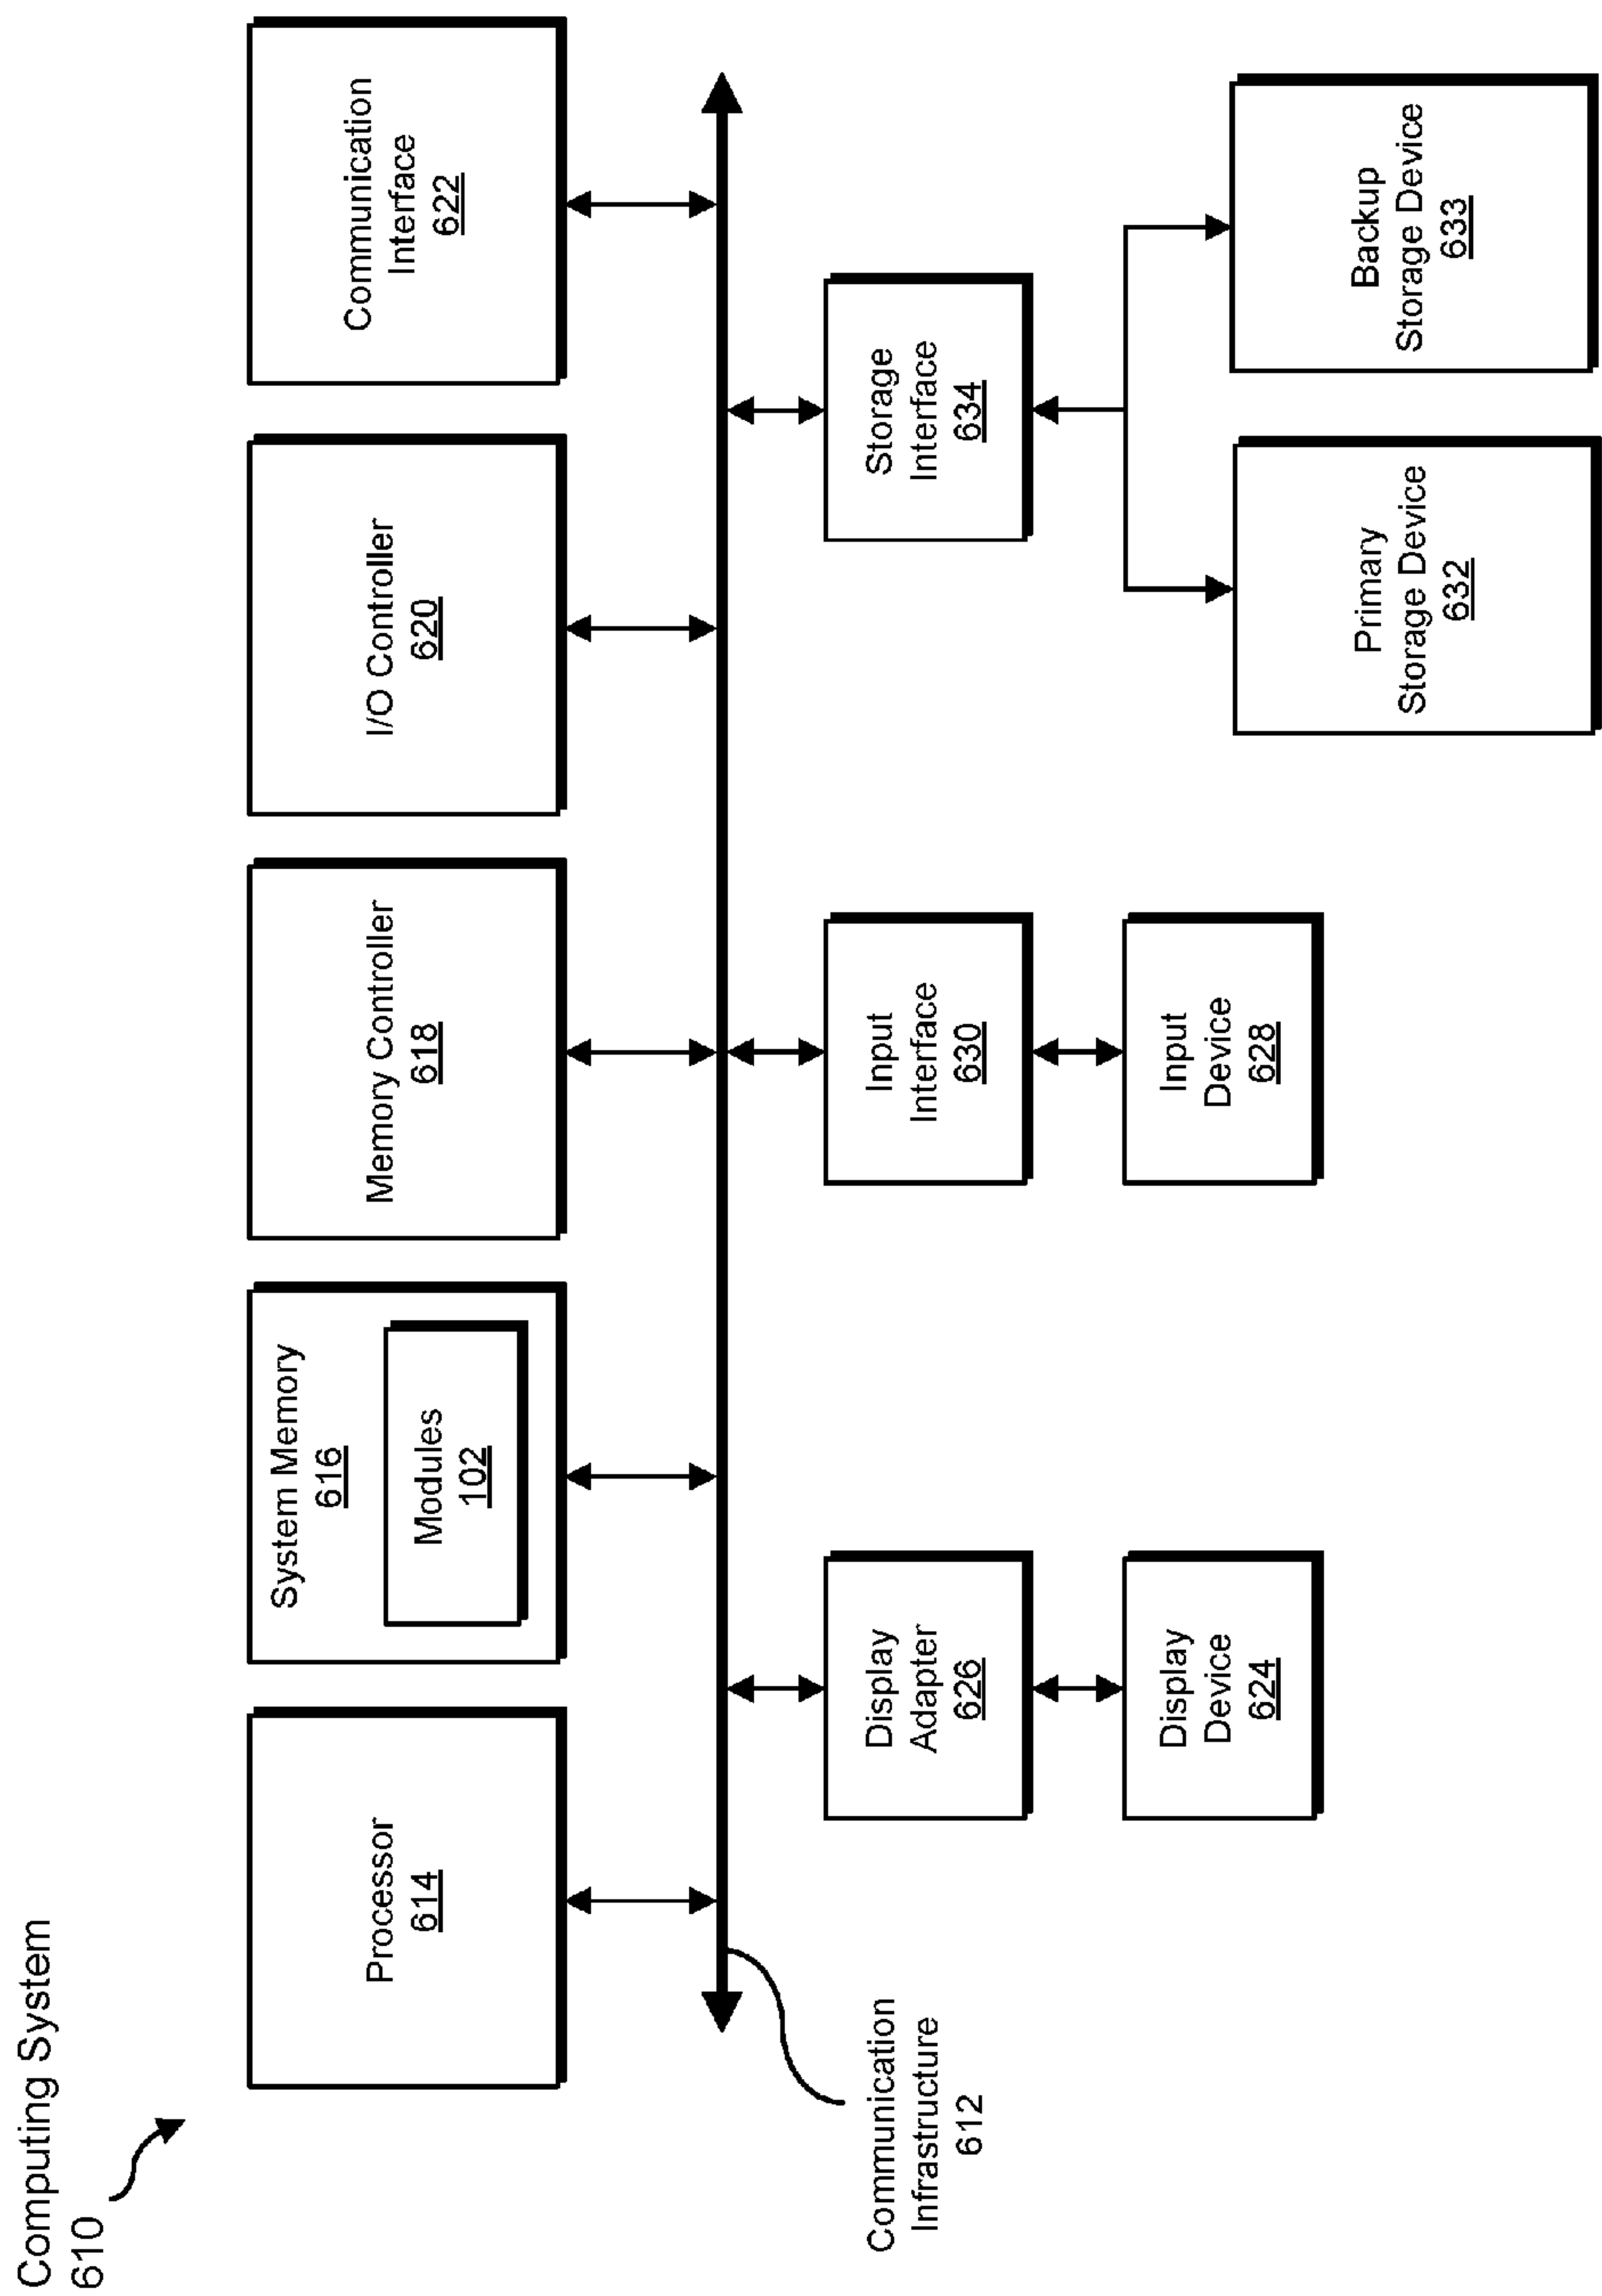 Computing System
610
Processor
614
System Memory
616
Modules
102
Memory Controller
618
I/O Controller
620
Communication
Interface
622
Communication
Infrastructure
612
Display
Adapter
626
Input
Interface
630
Storage
Interface
634
Display
Device
624
Input
Device
628
Primary
Storage Device
632
Backup
Storage Device
633